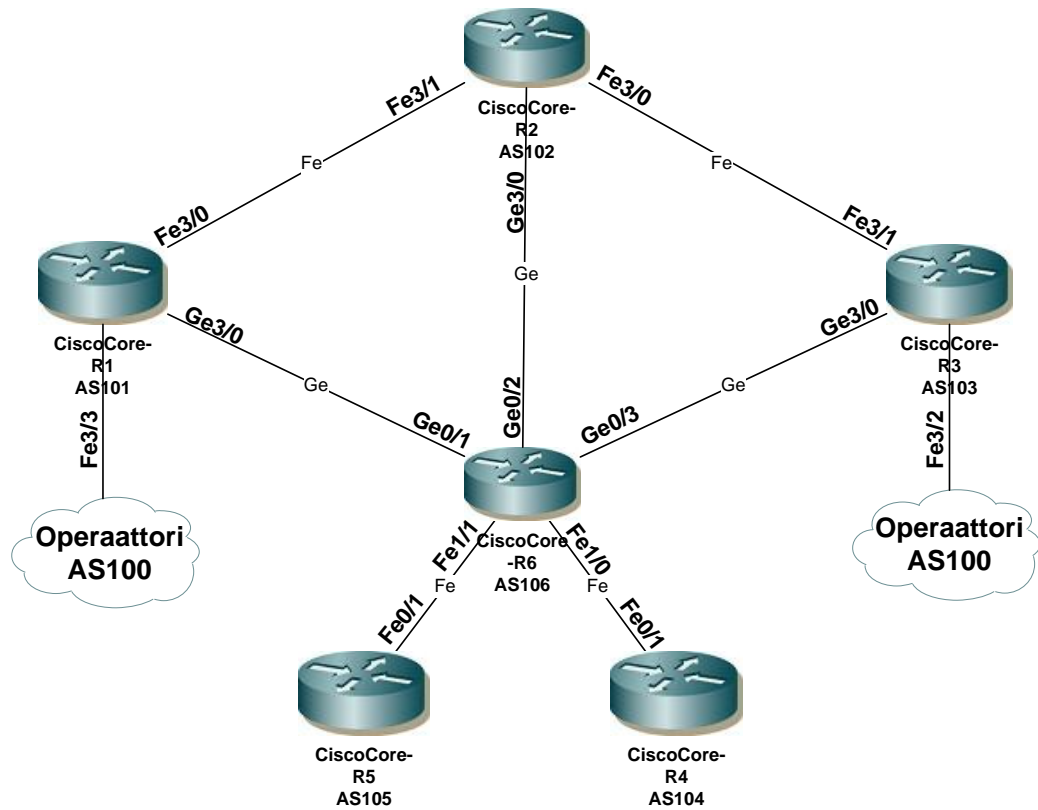 Fe3/1
Fe3/0
CiscoCore-
R2
AS102
Fe
Fe
Ge3/0
Fe3/0
Fe3/1
Ge
Ge3/0
Ge3/0
CiscoCore-
R1
AS101
CiscoCore-
R3
AS103
Ge
Ge
Ge0/1
Ge0/2
Ge0/3
Fe3/3
Fe3/2
Operaattori
AS100
Operaattori
AS100
CiscoCore
-R6
AS106
Fe1/1
Fe1/0
Fe
Fe
Fe0/1
Fe0/1
CiscoCore-
R5
AS105
CiscoCore-
R4
AS104